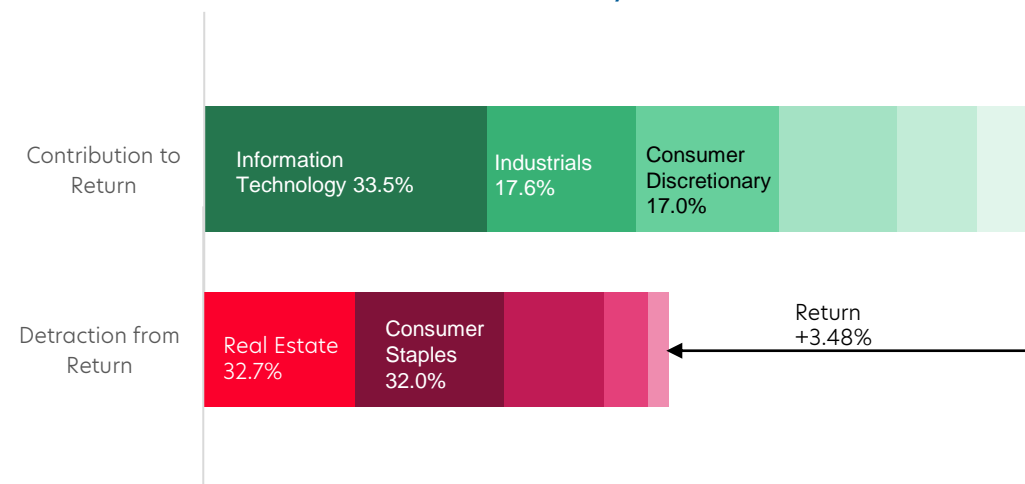 Contribution to
Return
Information
Technology 33.5%
Industrials
17.6%
Consumer
Discretionary
17.0%
Detraction from
Return
Real Estate
32.7%
Consumer
Staples
32.0%
Return
+3.48%